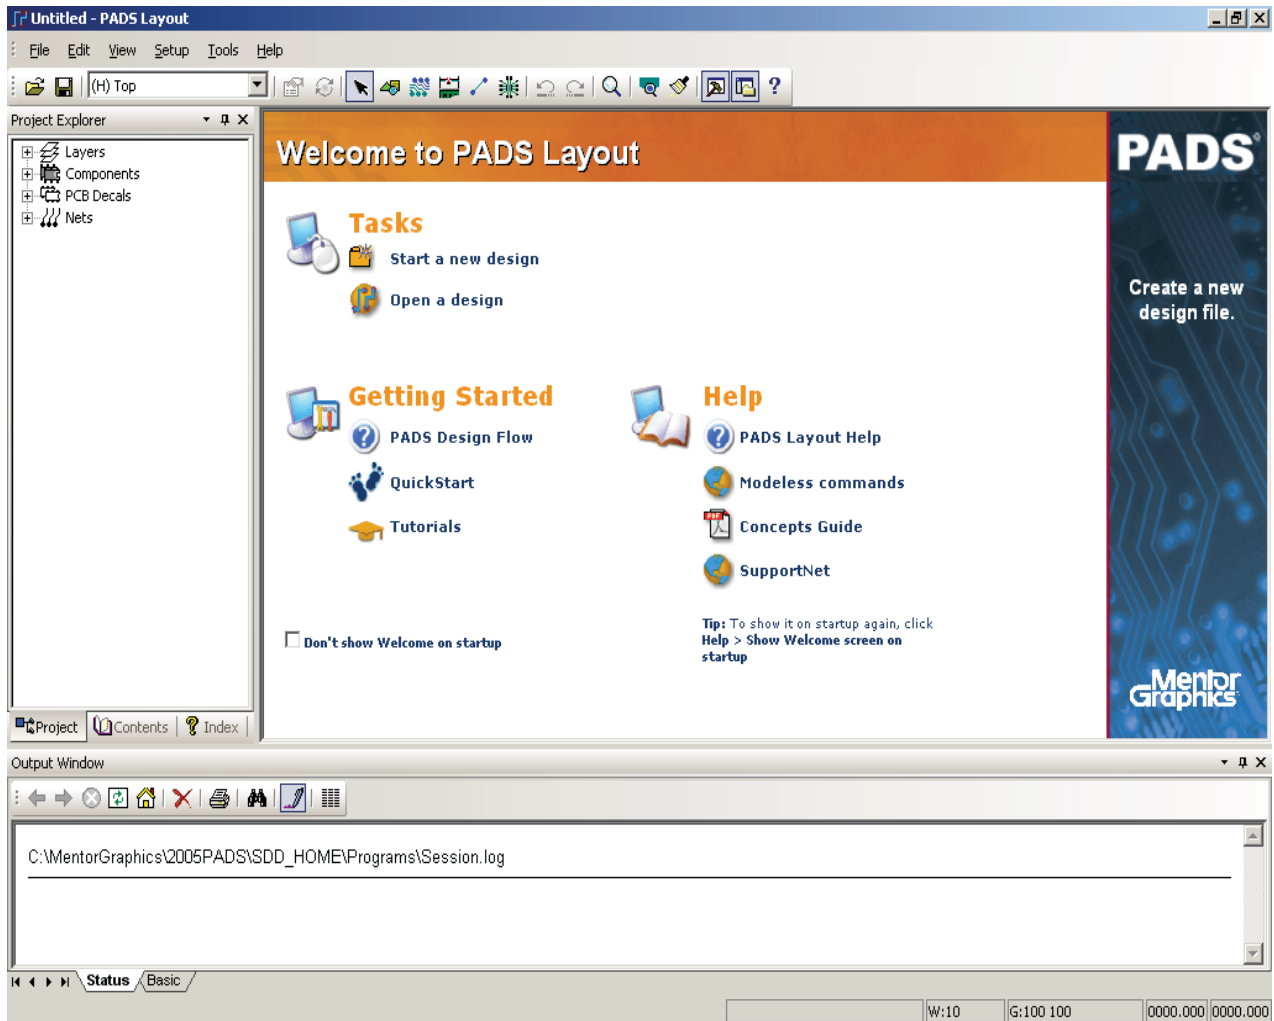 Untitled - PADS Layout
File Edit View Setup Tools Help
(H) Top
Project Explorer
Layers
Components
PCB Decals
Nets
Project Contents Index
Welcome to PADS Layout
Tasks
Start a new design
Open a design
Getting Started
PADS Design Flow
QuickStart
Tutorials
Don't show Welcome on startup
Help
PADS Layout Help
Modeless commands
Concepts Guide
SupportNet
Tip: To show it on startup again, click
Help > Show Welcome screen on
startup
PADS®
Create a new
design file.
Mentor
Graphics
Output Window
C:\MentorGraphics\2005PADS\SDD_HOME\Programs\Session.log
Status Basic
W:10 G:100 100 0000.000 0000.000